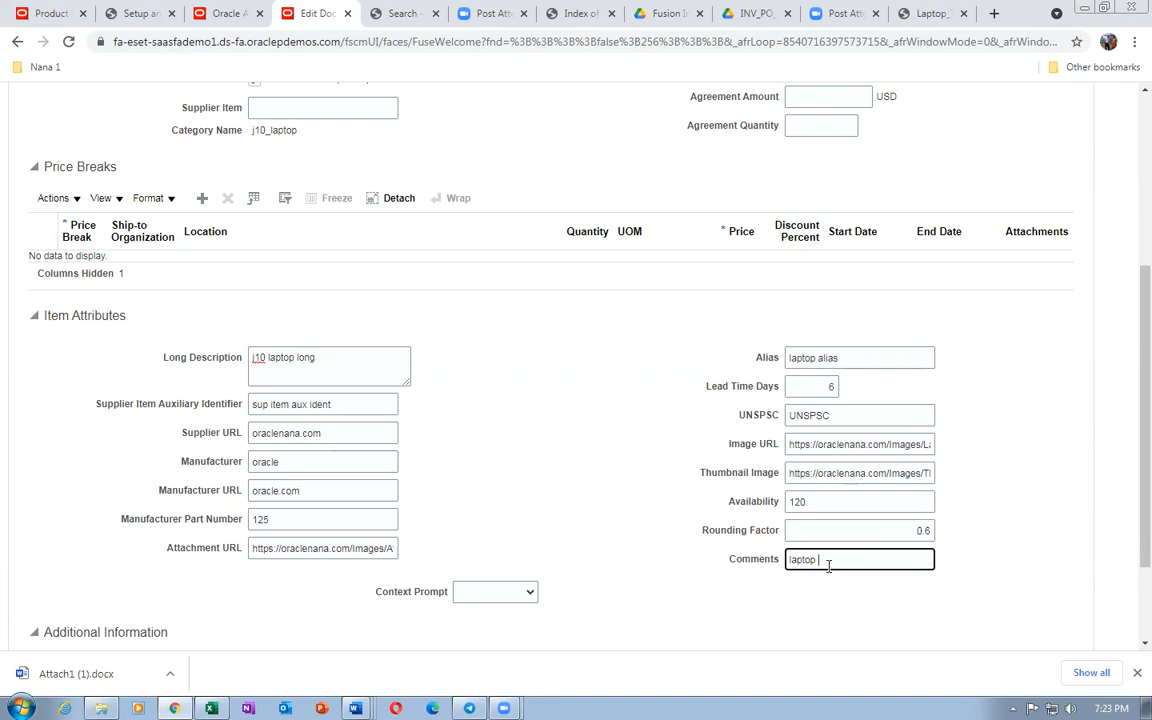 Product
Setup an
Oracle A
Edit Doc
Search -
Post Att
Index of
Fusion I
INV_PO_
Post Att
Laptop_T
fa-eset-saasfademo1.ds-fa.oraclepdemos.com/fscmUI/faces/FuseWelcome?fnd=%3B%3B%3B%3Bfalse%3B256%3B%3B%3B&_afrLoop=8540716397573715&_afrWindowMode=0&_afrWindo...
Nana 1
Other bookmarks
Supplier Item
Category Name j10_laptop
Agreement Amount USD
Agreement Quantity
Price Breaks
Actions View Format Freeze Detach Wrap
* Price Break Ship-to Organization Location Quantity UOM * Price Discount Percent Start Date End Date Attachments
No data to display.
Columns Hidden 1
Item Attributes
Long Description j10 laptop long
Supplier Item Auxiliary Identifier sup item aux ident
Supplier URL oraclenana.com
Manufacturer oracle
Manufacturer URL oracle.com
Manufacturer Part Number 125
Attachment URL https://oraclenana.com/Images/A
Alias laptop alias
Lead Time Days 6
UNSPSC UNSPSC
Image URL https://oraclenana.com/Images/La
Thumbnail Image https://oraclenana.com/Images/T
Availability 120
Rounding Factor 0.6
Comments laptop
Context Prompt
Additional Information
Attach1 (1).docx
Show all
7:23 PM